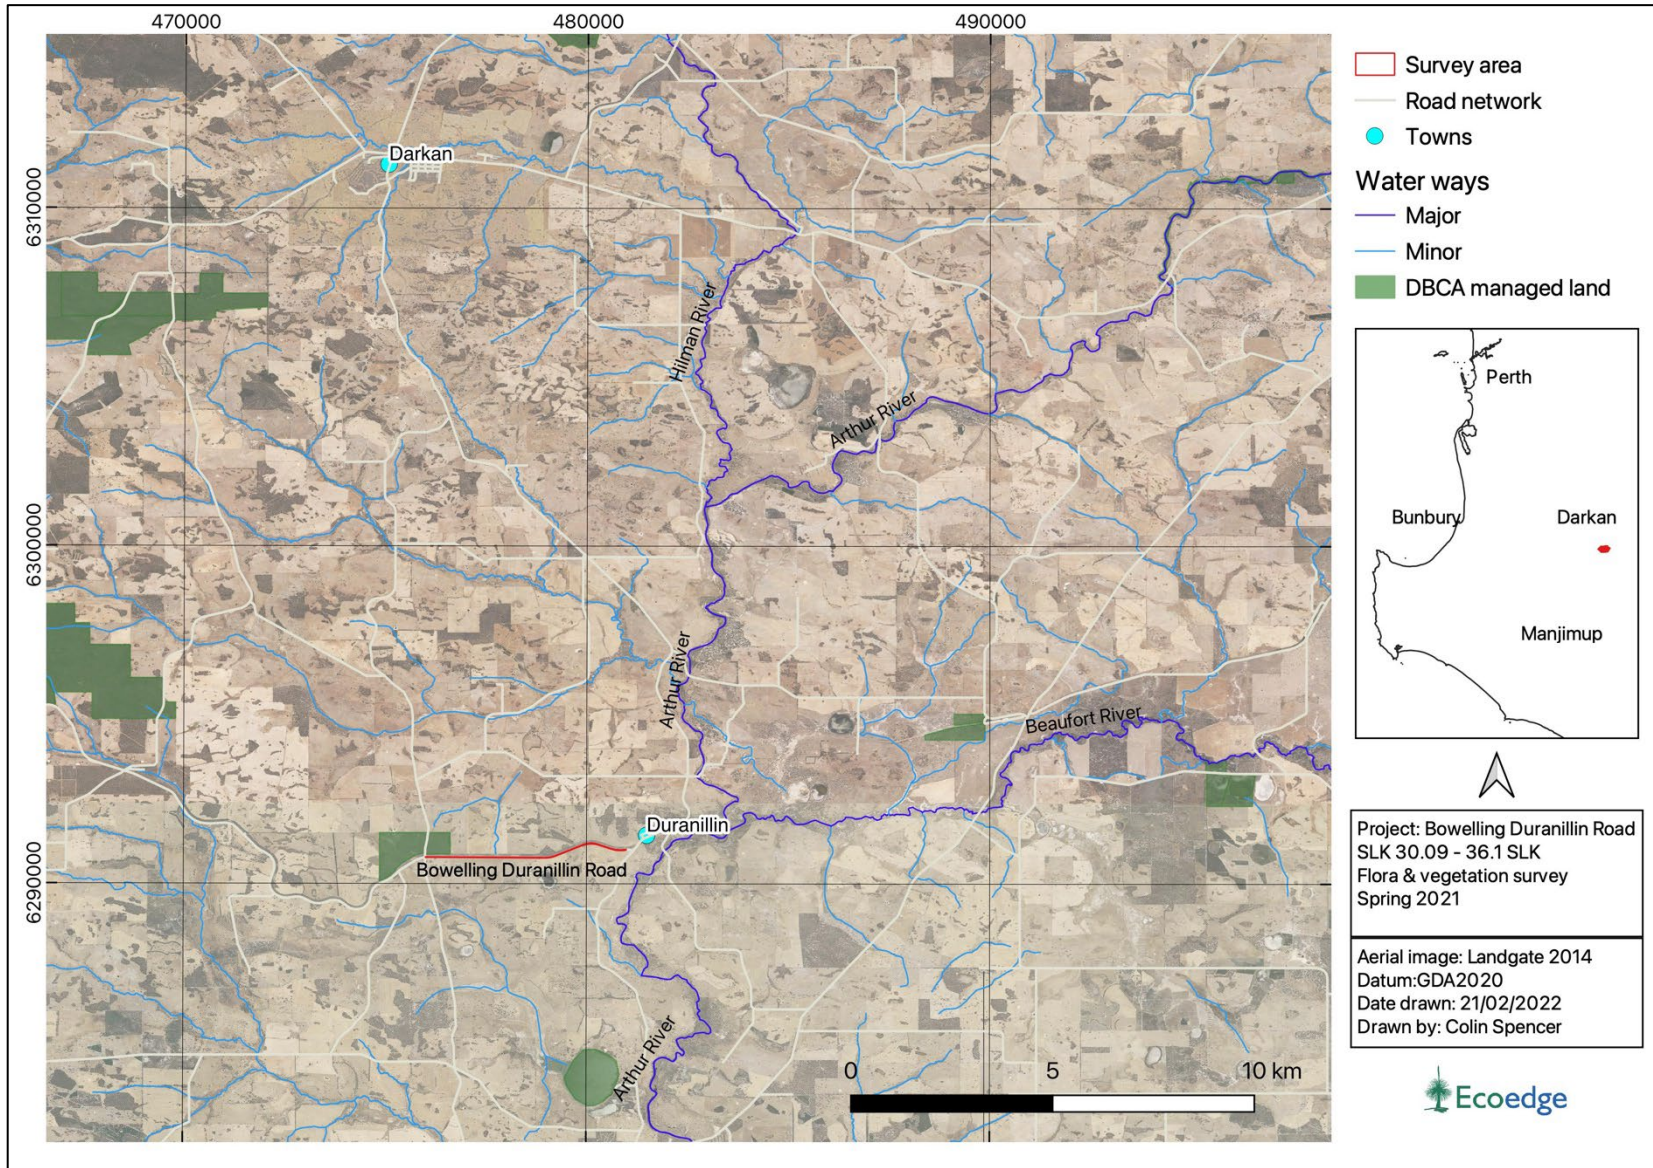 470000
480000
490000
6310000
6300000
6290000
Darkan
Hilman River
Arthur River
Arthur River
Beaufort River
Duranillin
Bowelling Duranillin Road
Arthur River
0
5
10 km
Survey area
Road network
Towns
Water ways
Major
Minor
DBCA managed land
Perth
Bunbury
Darkan
Manjimup
Project: Bowelling Duranillin Road
SLK 30.09 - 36.1 SLK
Flora & vegetation survey
Spring 2021
Aerial image: Landgate 2014
Datum:GDA2020
Date drawn: 21/02/2022
Drawn by: Colin Spencer
Ecoedge